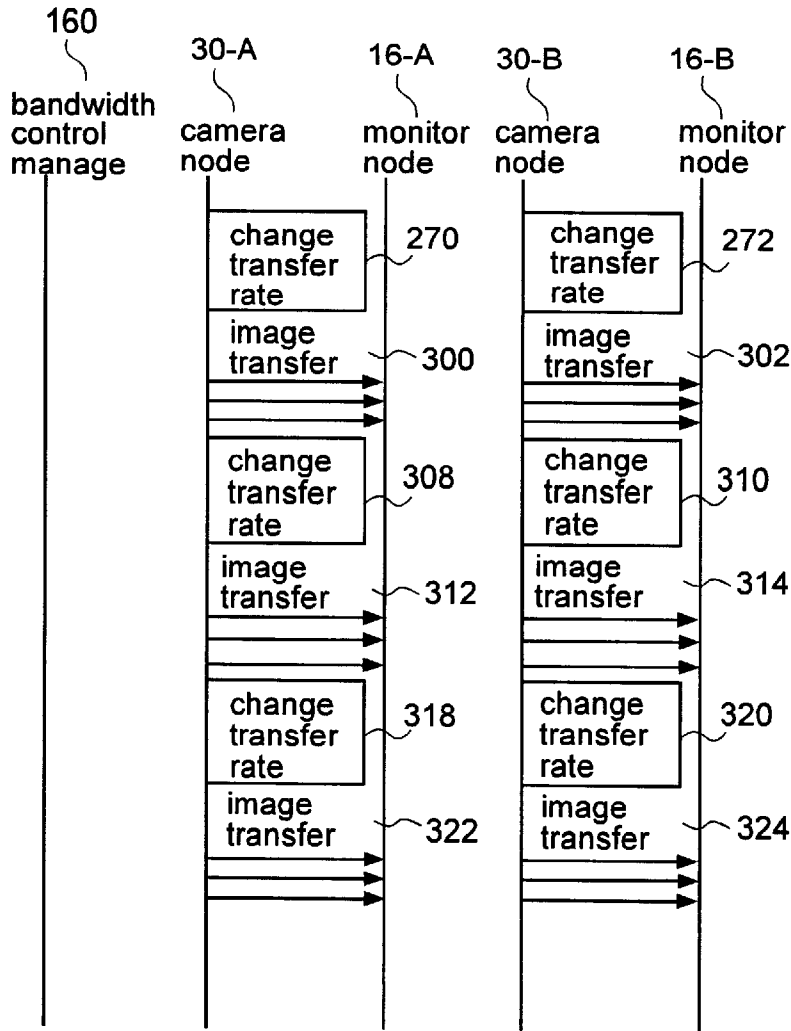 160
30-A
16-A
30-B
16-B
bandwidth
control
manage
camera
node
monitor
node
camera
node
monitor
node
change
transfer
rate
270
change
transfer
rate
272
image
transfer
300
image
transfer
302
change
transfer
rate
308
change
transfer
rate
310
image
transfer
312
image
transfer
314
change
transfer
rate
318
change
transfer
rate
320
image
transfer
322
image
transfer
324